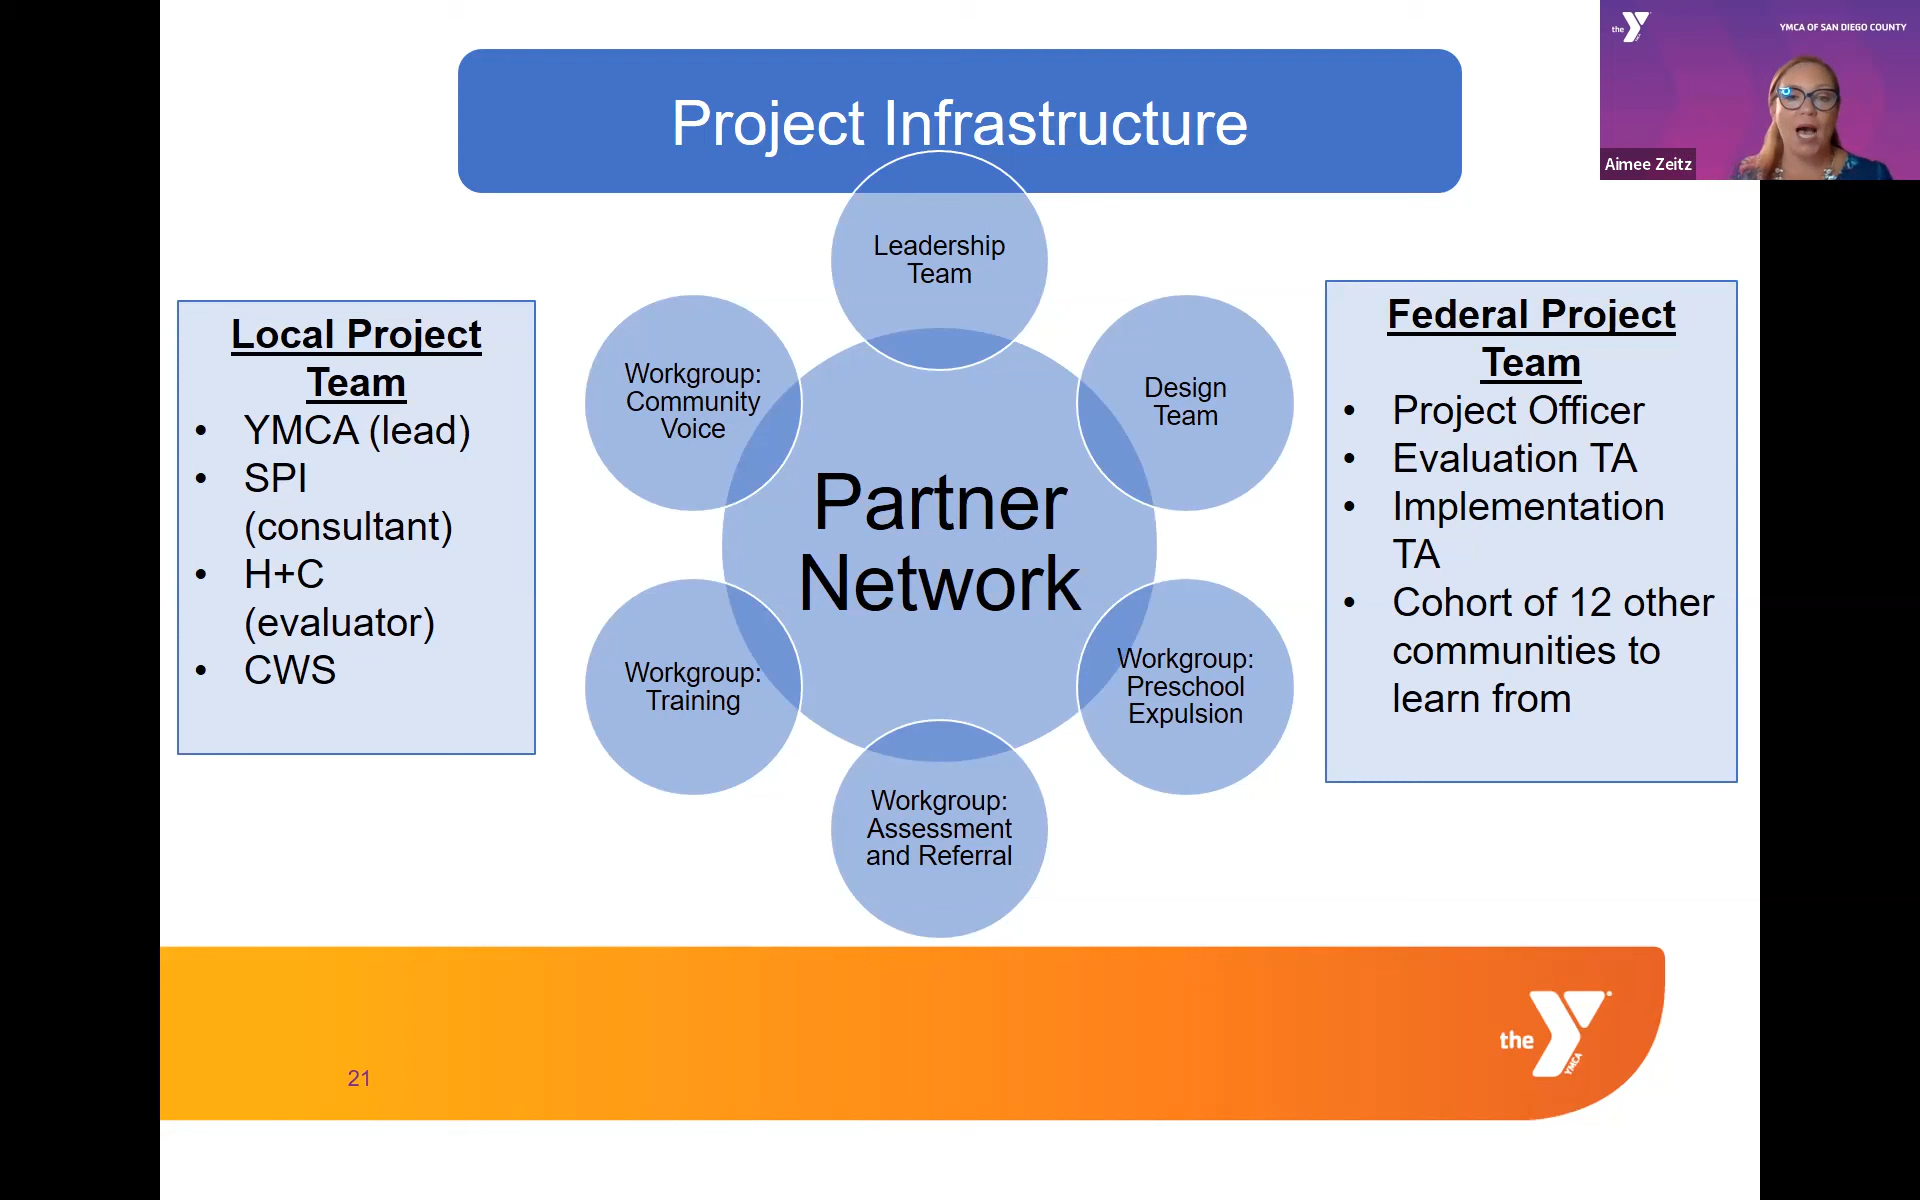 the
YMCA OF SAN DIEGO COUNTY
Aimee Zeitz
Project Infrastructure
Leadership
Team
Design
Team
Workgroup:
Preschool
Expulsion
Workgroup:
Assessment
and Referral
Workgroup:
Training
Workgroup:
Community
Voice
Partner
Network
Local Project
Team
• YMCA (lead)
• SPI
(consultant)
• H+C
(evaluator)
• CWS
Federal Project
Team
• Project Officer
• Evaluation TA
• Implementation
TA
• Cohort of 12 other
communities to
learn from
21
the
YMCA